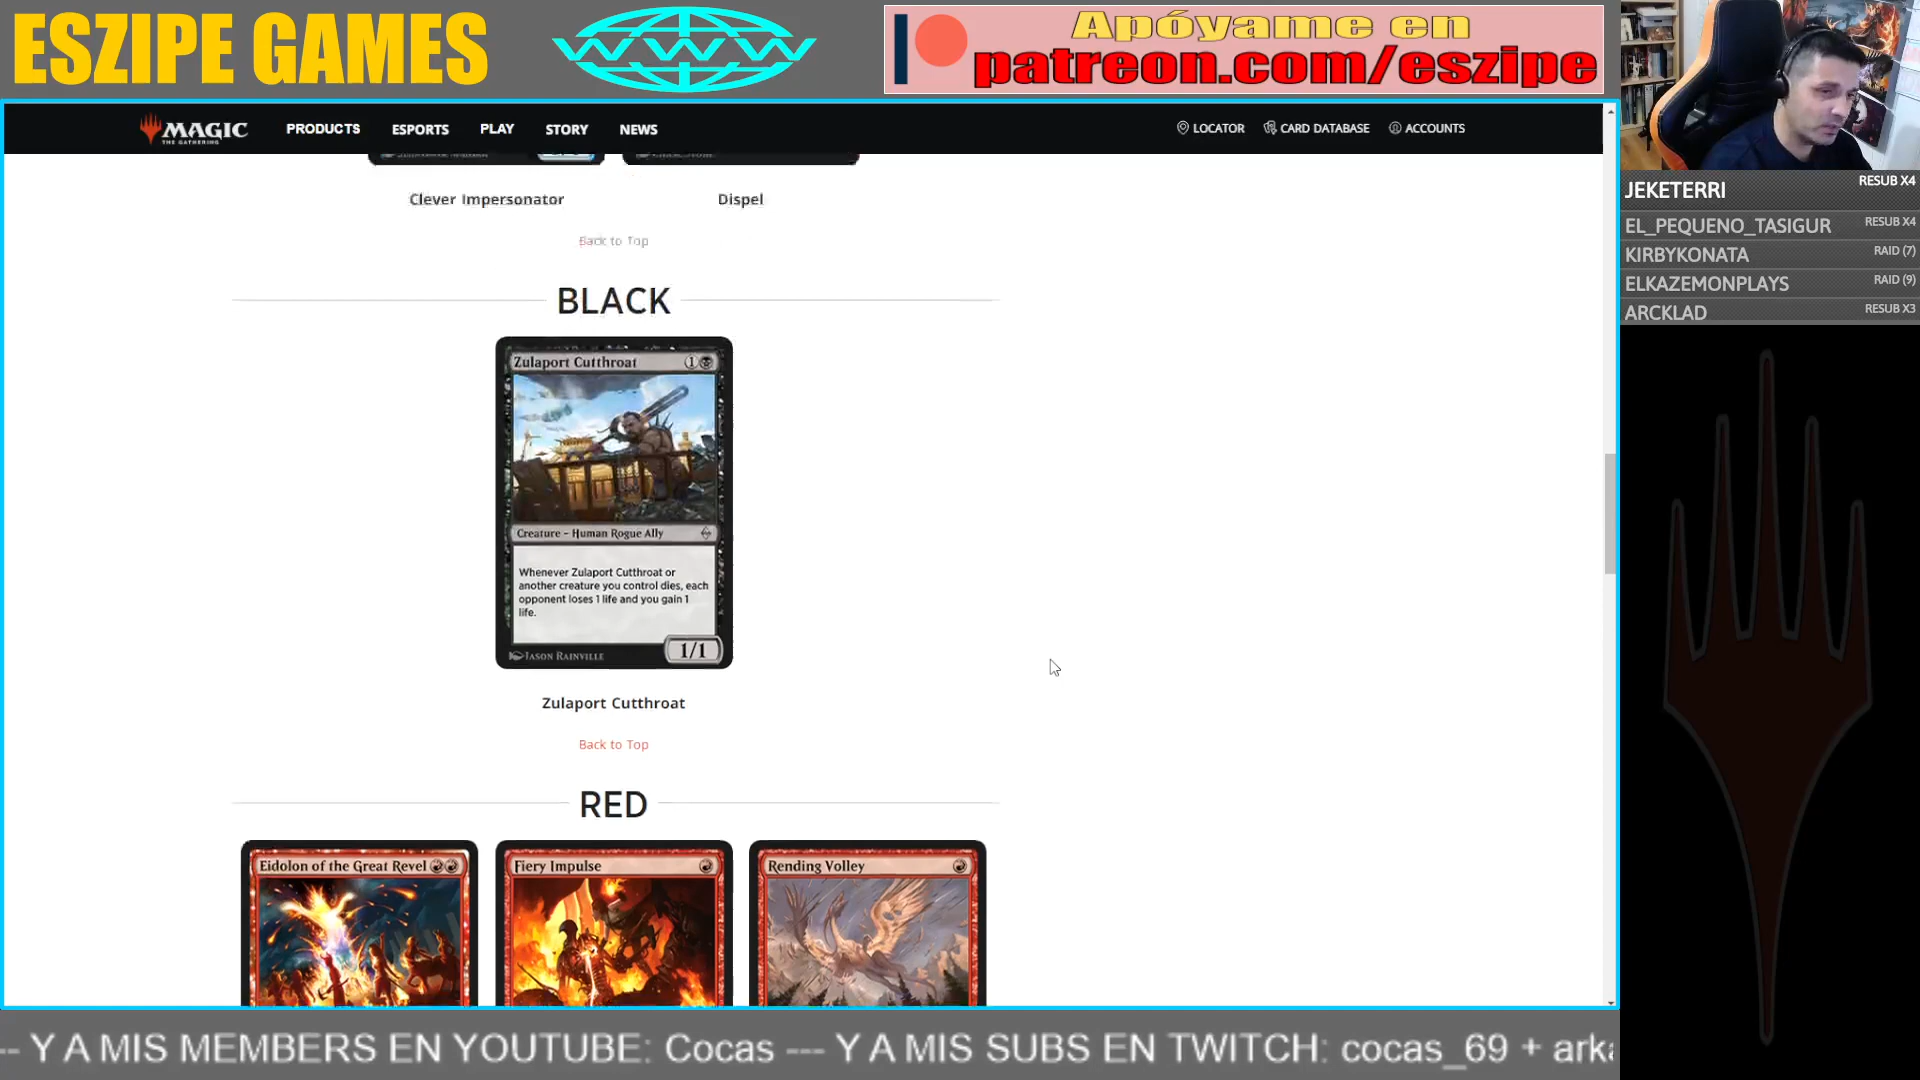 ESZIPE GAMES
WWW
Apóyame en
patreon.com/eszipe
MAGIC
THE GATHERING
PRODUCTS ESPORTS PLAY STORY NEWS
LOCATOR CARD DATABASE ACCOUNTS
Clever Impersonator Dispel
Back to Top
BLACK
Zulaport Cutthroat 1
Creature – Human Rogue Ally
Whenever Zulaport Cutthroat or
another creature you control dies, each
opponent loses 1 life and you gain 1
life.
JASON RAINVILLE 1/1
Zulaport Cutthroat
Back to Top
RED
Eidolon of the Great Revel
Fiery Impulse
Rending Volley
JEKETERRI RESUB X4
EL_PEQUENO_TASIGUR RESUB X4
KIRBYKONATA RAID (7)
ELKAZEMONPLAYS RAID (9)
ARCKLAD RESUB X3
-- Y A MIS MEMBERS EN YOUTUBE: Cocas --- Y A MIS SUBS EN TWITCH: cocas_69 + arka